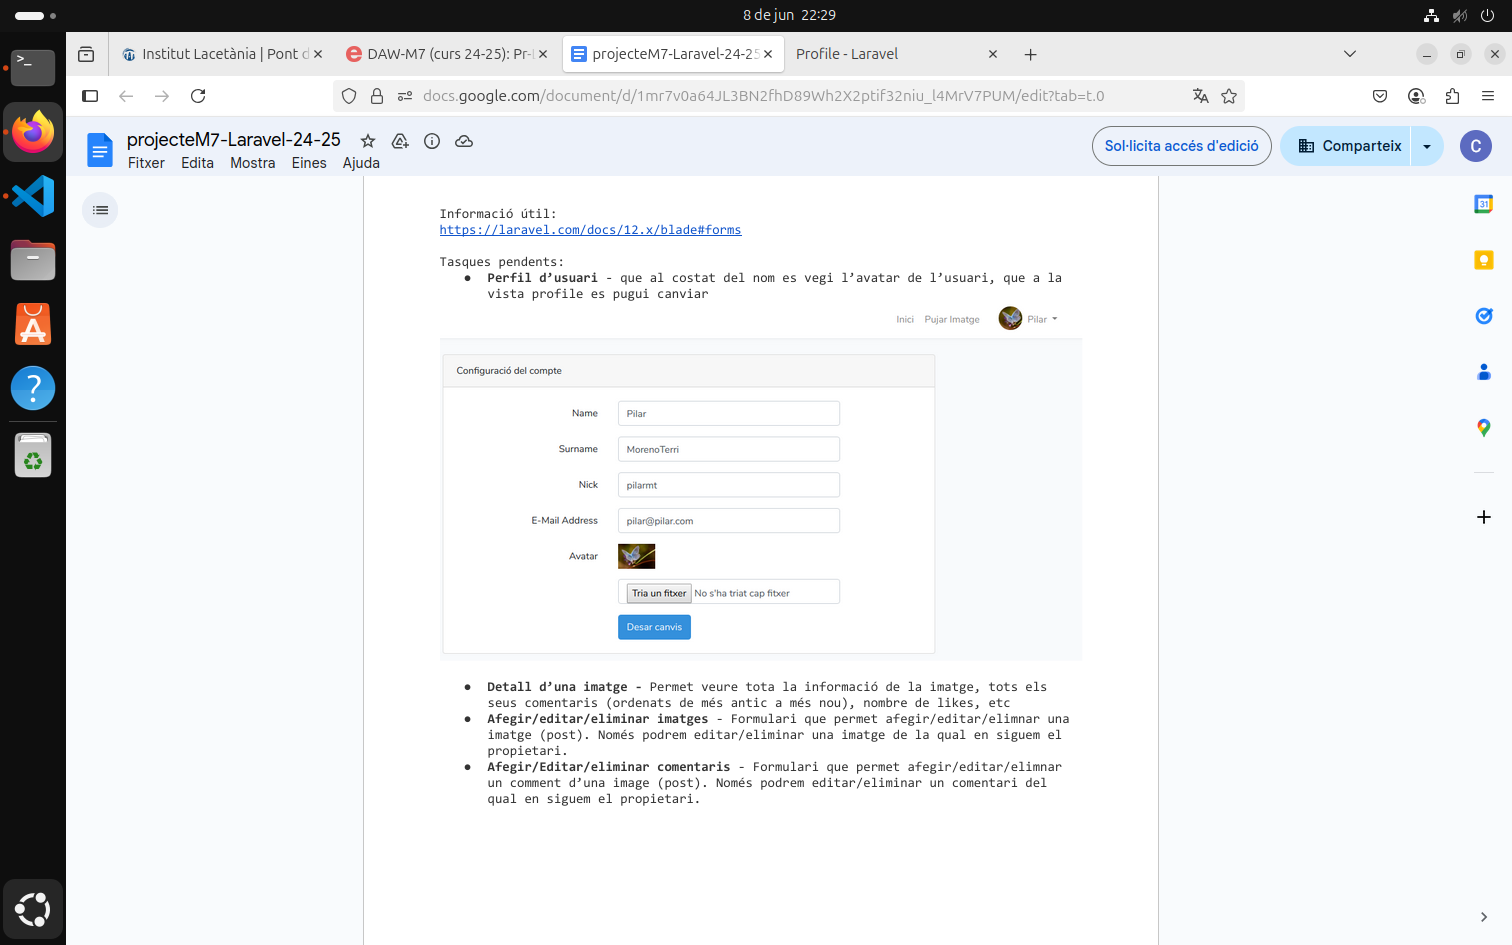 8 de jun 22:29
Institut Lacetània | Pont d
DAW-M7 (curs 24-25): Pr-L
projecteM7-Laravel-24-25
Profile - Laravel
docs.google.com/document/d/1mr7v0a64JL3BN2fhD89Wh2X2ptif32niu_l4MrV7PUM/edit?tab=t.0
projecteM7-Laravel-24-25
Fitxer Edita Mostra Eines Ajuda
Sol·licita accés d'edició
Comparteix
C
Informació útil:
https://laravel.com/docs/12.x/blade#forms
Tasques pendents:
● Perfil d’usuari - que al costat del nom es vegi l’avatar de l’usuari, que a la
vista profile es pugui canviar
Inici Pujar Imatge Pilar
Configuració del compte
Name Pilar
Surname MorenoTerri
Nick pilarmt
E-Mail Address pilar@pilar.com
Avatar
Tria un fitxer No s'ha triat cap fitxer
Desar canvis
● Detall d’una imatge - Permet veure tota la informació de la imatge, tots els
seus comentaris (ordenats de més antic a més nou), nombre de likes, etc
● Afegir/editar/eliminar imatges - Formulari que permet afegir/editar/elimnar una
imatge (post). Només podrem editar/eliminar una imatge de la qual en siguem el
propietari.
● Afegir/Editar/eliminar comentaris - Formulari que permet afegir/editar/elimnar
un comment d’una image (post). Només podrem editar/eliminar un comentari del
qual en siguem el propietari.
31